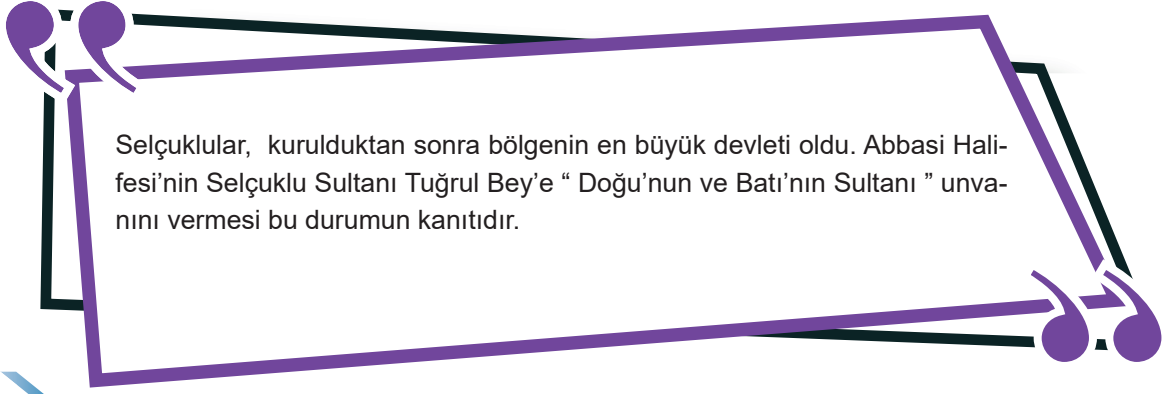 Selçuklular,  kurulduktan sonra bölgenin en büyük devleti oldu. Abbasi Hali-
fesi’nin Selçuklu Sultanı Tuğrul Bey’e “ Doğu’nun ve Batı’nın Sultanı ” unva-
nını vermesi bu durumun kanıtıdır.